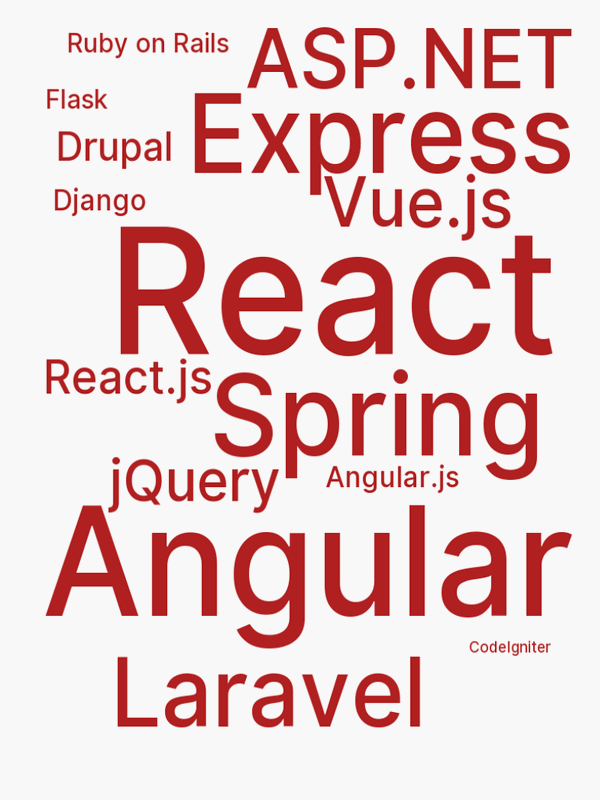 Ruby on Rails
ASP.NET
Flask
Express
Drupal
Django
Vue.js
React
React.js
Spring
jQuery
Angular.js
Angular
CodeIgniter
Laravel